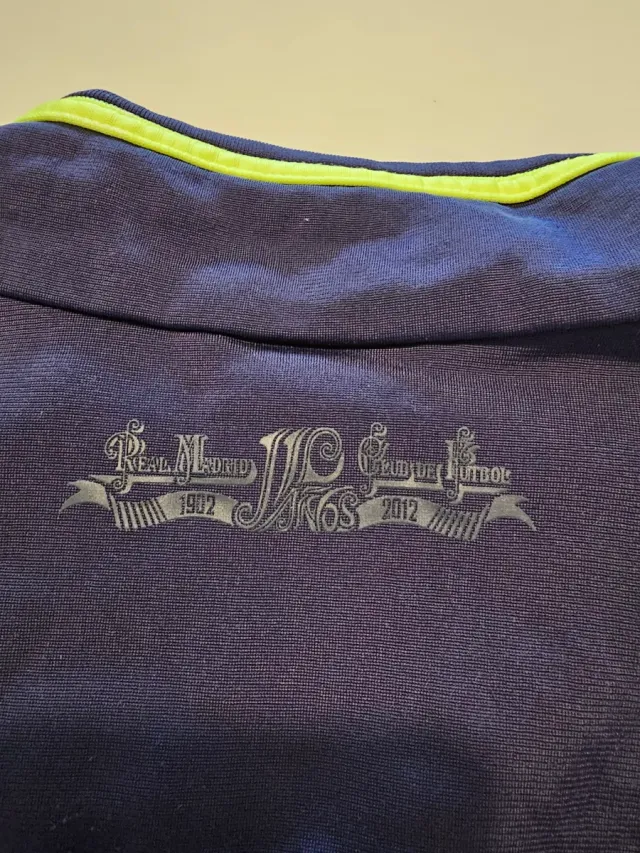 Real Madrid 110 Club de Futbol
1902 Años 2012